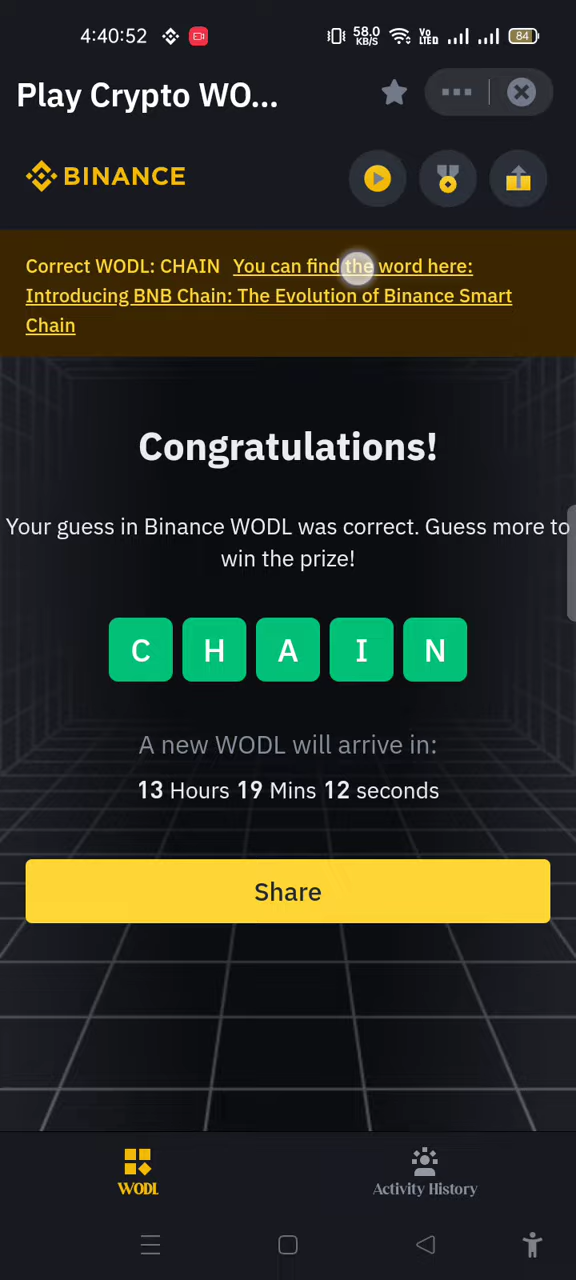 4:40:52 58.0 KB/S Vo LTED 84
Play Crypto WO...
BINANCE
Correct WODL: CHAIN You can find the word here:
Introducing BNB Chain: The Evolution of Binance Smart
Chain
Congratulations!
Your guess in Binance WODL was correct. Guess more to
win the prize!
C H A I N
A new WODL will arrive in:
13 Hours 19 Mins 12 seconds
Share
WODL Activity History